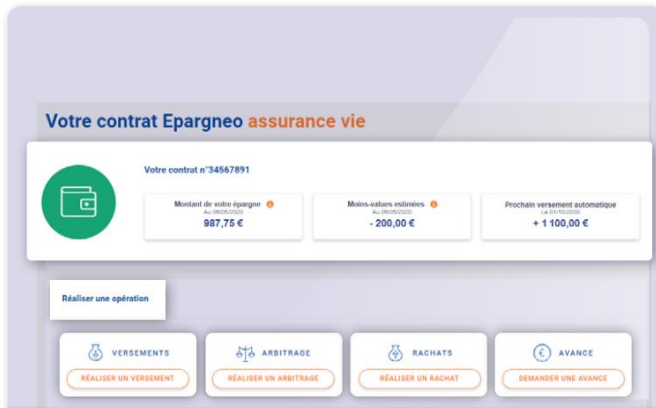 Votre contrat Epargneo assurance vie
Votre contrat n°34567891
Montant de votre épargne
Au 08/09/2020
987,75 €
Moins-values estimées
Au 08/09/2020
- 200,00 €
Prochain versement automatique
Le 01/10/2020
+ 1 100,00 €
Réaliser une opération
VERSEMENTS
RÉALISER UN VERSEMENT
ARBITRAGE
RÉALISER UN ARBITRAGE
RACHATS
RÉALISER UN RACHAT
AVANCE
DEMANDER UNE AVANCE